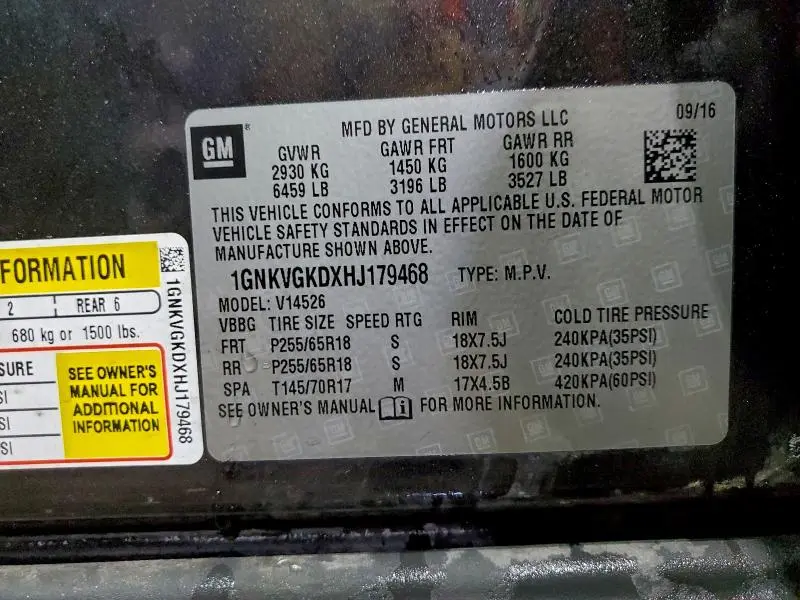 GM
®
MFD BY GENERAL MOTORS LLC
09/16
GVWR GAWR FRT GAWR RR
2930 KG 1450 KG 1600 KG
6459 LB 3196 LB 3527 LB
THIS VEHICLE CONFORMS TO ALL APPLICABLE U.S. FEDERAL MOTOR
VEHICLE SAFETY STANDARDS IN EFFECT ON THE DATE OF
MANUFACTURE SHOWN ABOVE.
1GNKVGKDXHJ179468 TYPE: M.P.V.
MODEL: V14526
VBBG TIRE SIZE SPEED RTG RIM COLD TIRE PRESSURE
FRT P255/65R18 S 18X7.5J 240KPA(35PSI)
RR P255/65R18 S 18X7.5J 240KPA(35PSI)
SPA T145/70R17 M 17X4.5B 420KPA(60PSI)
SEE OWNER'S MANUAL i FOR MORE INFORMATION.
FORMATION
2 REAR 6
680 kg or 1500 lbs.
SURE
SI
SI
SI
SEE OWNER'S
MANUAL FOR
ADDITIONAL
INFORMATION
1GNKVGKDXHJ179468